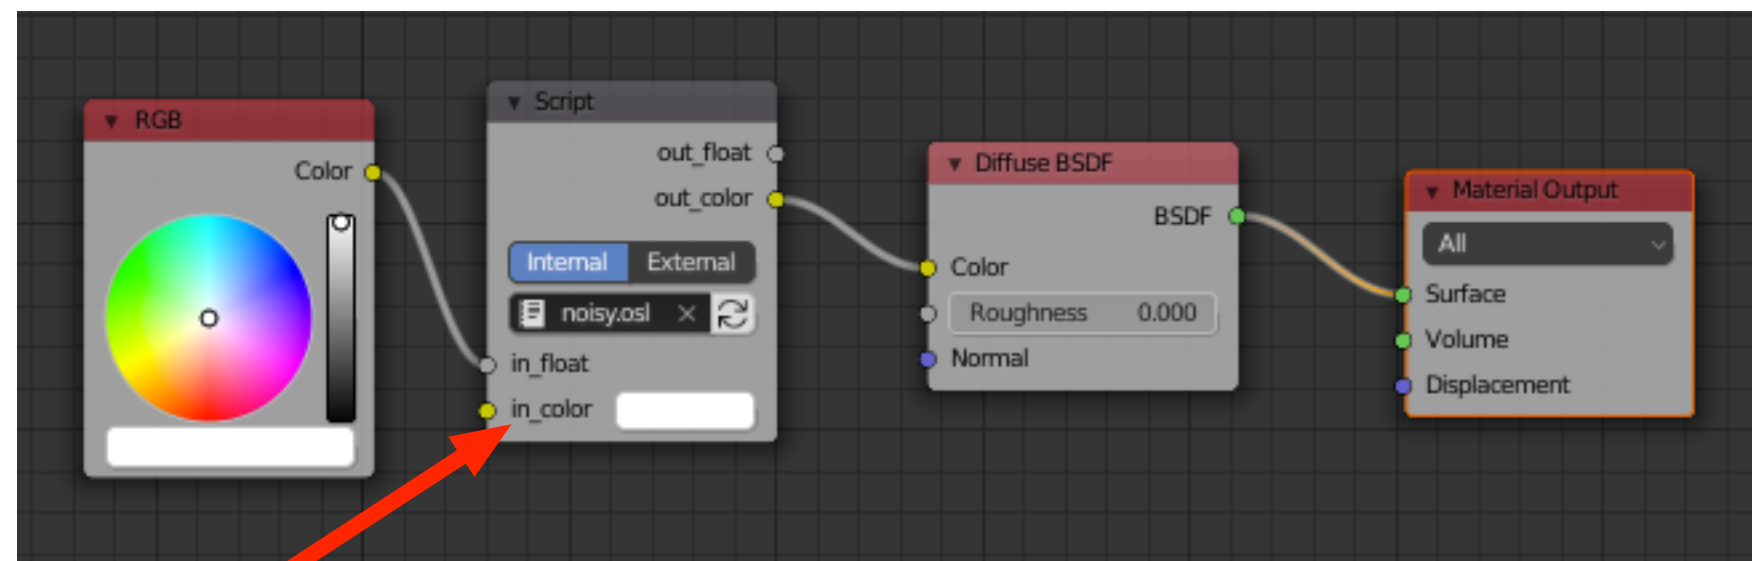 RGB
Color
Script
out_float
out_color
Internal External
noisy.osl
in_float
in_color
Diffuse BSDF
BSDF
Color
Roughness 0.000
Normal
Material Output
All
Surface
Volume
Displacement